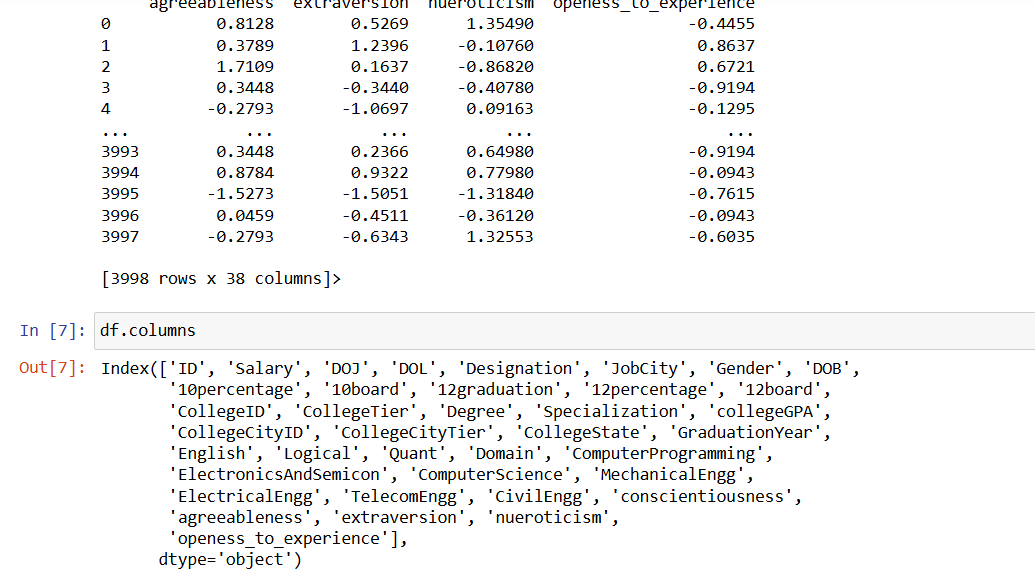 agreeableness extraversion nueroticism openess_to_experience
0 0.8128 0.5269 1.35490 -0.4455
1 0.3789 1.2396 -0.10760 0.8637
2 1.7109 0.1637 -0.86820 0.6721
3 0.3448 -0.3440 -0.40780 -0.9194
4 -0.2793 -1.0697 0.09163 -0.1295
... ... ... ... ...
3993 0.3448 0.2366 0.64980 -0.9194
3994 0.8784 0.9322 0.77980 -0.0943
3995 -1.5273 -1.5051 -1.31840 -0.7615
3996 0.0459 -0.4511 -0.36120 -0.0943
3997 -0.2793 -0.6343 1.32553 -0.6035
[3998 rows x 38 columns]>
In [7]: df.columns
Out[7]: Index(['ID', 'Salary', 'DOJ', 'DOL', 'Designation', 'JobCity', 'Gender', 'DOB',
'10percentage', '10board', '12graduation', '12percentage', '12board',
'CollegeID', 'CollegeTier', 'Degree', 'Specialization', 'collegeGPA',
'CollegeCityID', 'CollegeCityTier', 'CollegeState', 'GraduationYear',
'English', 'Logical', 'Quant', 'Domain', 'ComputerProgramming',
'ElectronicsAndSemicon', 'ComputerScience', 'MechanicalEngg',
'ElectricalEngg', 'TelecomEngg', 'CivilEngg', 'conscientiousness',
'agreeableness', 'extraversion', 'nueroticism',
'openess_to_experience'],
dtype='object')